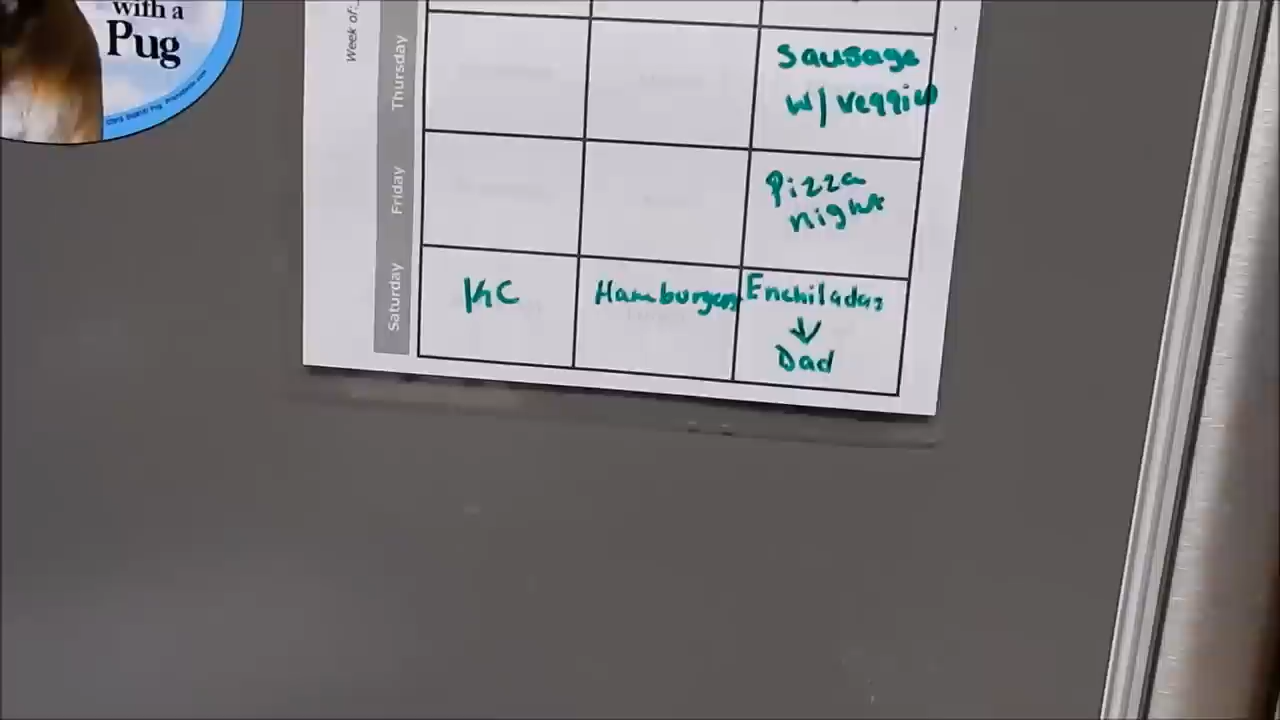 with a
Pug
Week of:
Thursday
Sausage
w/ veggies
Friday
Pizza
night
Saturday
KC
Hamburgers
Enchiladas
↓
Dad